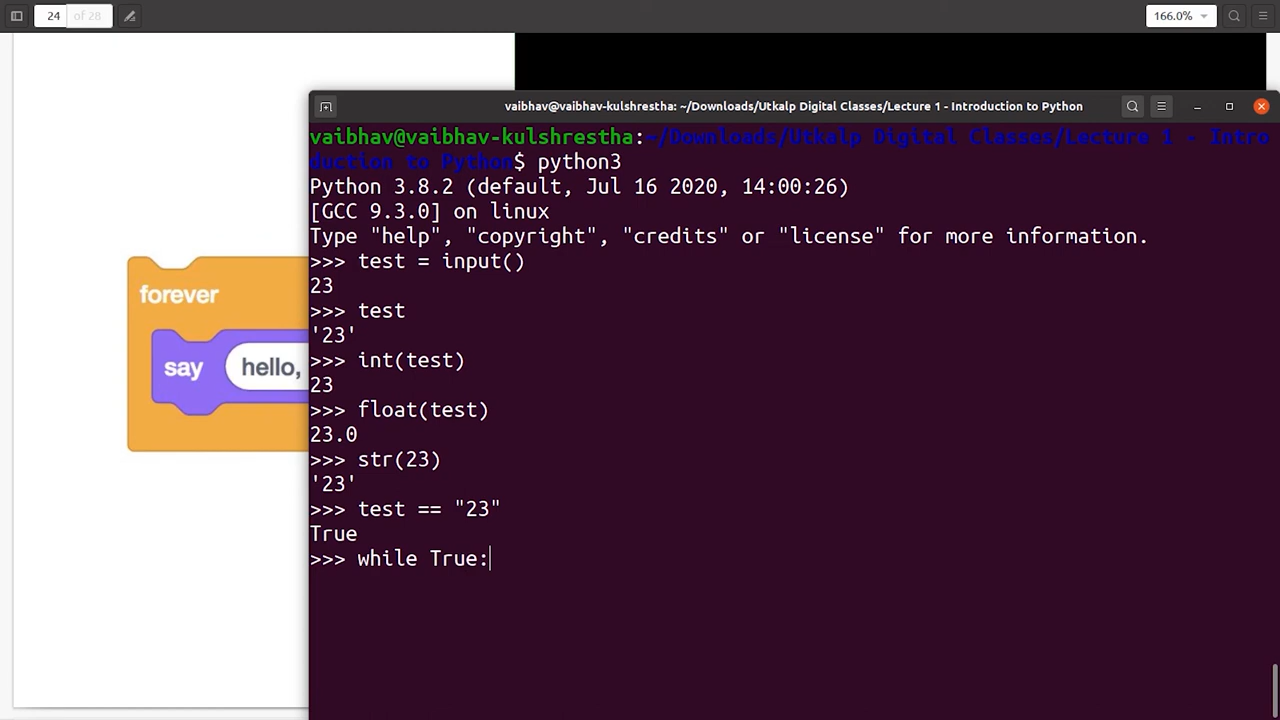 24 of 28
166.0%
forever
say hello,
vaibhav@vaibhav-kulshrestha: ~/Downloads/Utkalp Digital Classes/Lecture 1 - Introduction to Python
vaibhav@vaibhav-kulshrestha:~/Downloads/Utkalp Digital Classes/Lecture 1 - Intro
duction to Python$ python3
Python 3.8.2 (default, Jul 16 2020, 14:00:26)
[GCC 9.3.0] on linux
Type "help", "copyright", "credits" or "license" for more information.
>>> test = input()
23
>>> test
'23'
>>> int(test)
23
>>> float(test)
23.0
>>> str(23)
'23'
>>> test == "23"
True
>>> while True: